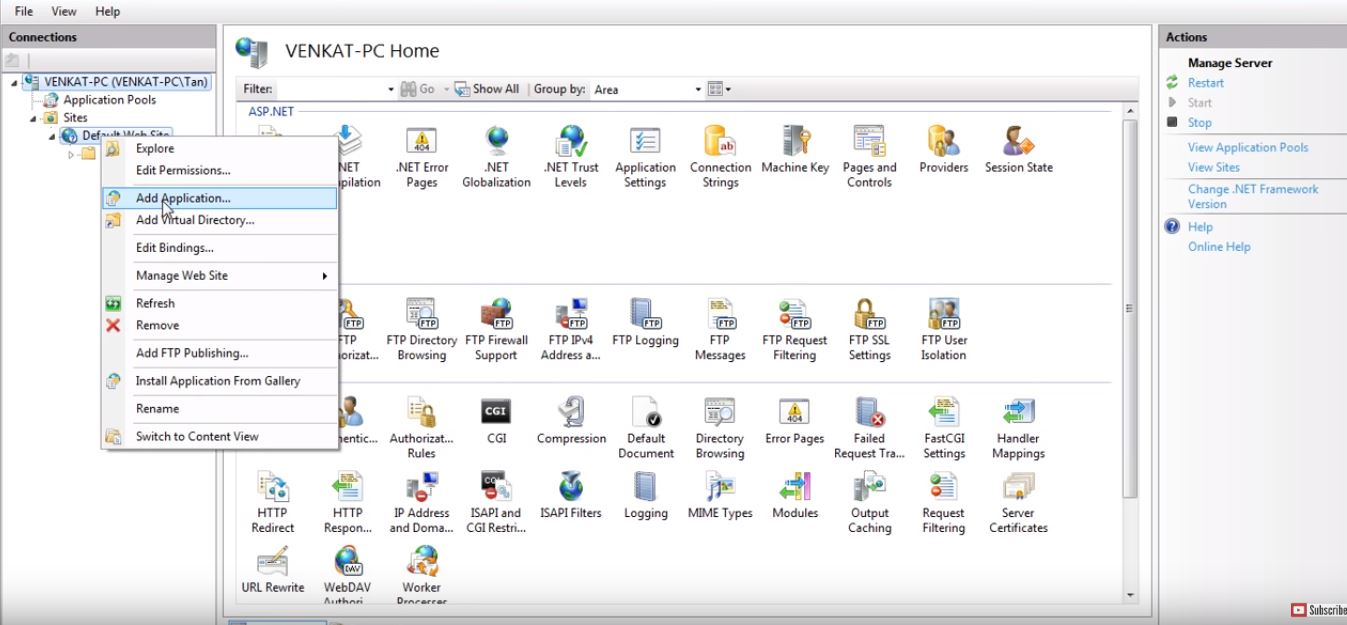 File View Help
Connections
VENKAT-PC (VENKAT-PC\Tan)
Application Pools
Sites
Default Web Site
Explore
Edit Permissions...
Add Application...
Add Virtual Directory...
Edit Bindings...
Manage Web Site
Refresh
Remove
Add FTP Publishing...
Install Application From Gallery
Rename
Switch to Content View
VENKAT-PC Home
Filter: Go Show All Group by: Area
ASP.NET
.NET Error
Pages
.NET
Globalization
.NET Trust
Levels
Application
Settings
Connection
Strings
Machine Key
Pages and
Controls
Providers
Session State
FTP Directory
Browsing
FTP Firewall
Support
FTP IPv4
Address a...
FTP Logging
FTP
Messages
FTP Request
Filtering
FTP SSL
Settings
FTP User
Isolation
Authorizat...
Rules
CGI
Compression
Default
Document
Directory
Browsing
Error Pages
Failed
Request Tra...
FastCGI
Settings
Handler
Mappings
HTTP
Redirect
HTTP
Respon...
IP Address
and Doma...
ISAPI and
CGI Restri...
ISAPI Filters
Logging
MIME Types
Modules
Output
Caching
Request
Filtering
Server
Certificates
URL Rewrite
WebDAV
Authori...
Worker
Processes
Actions
Manage Server
Restart
Start
Stop
View Application Pools
View Sites
Change .NET Framework
Version
Help
Online Help
Subscribe